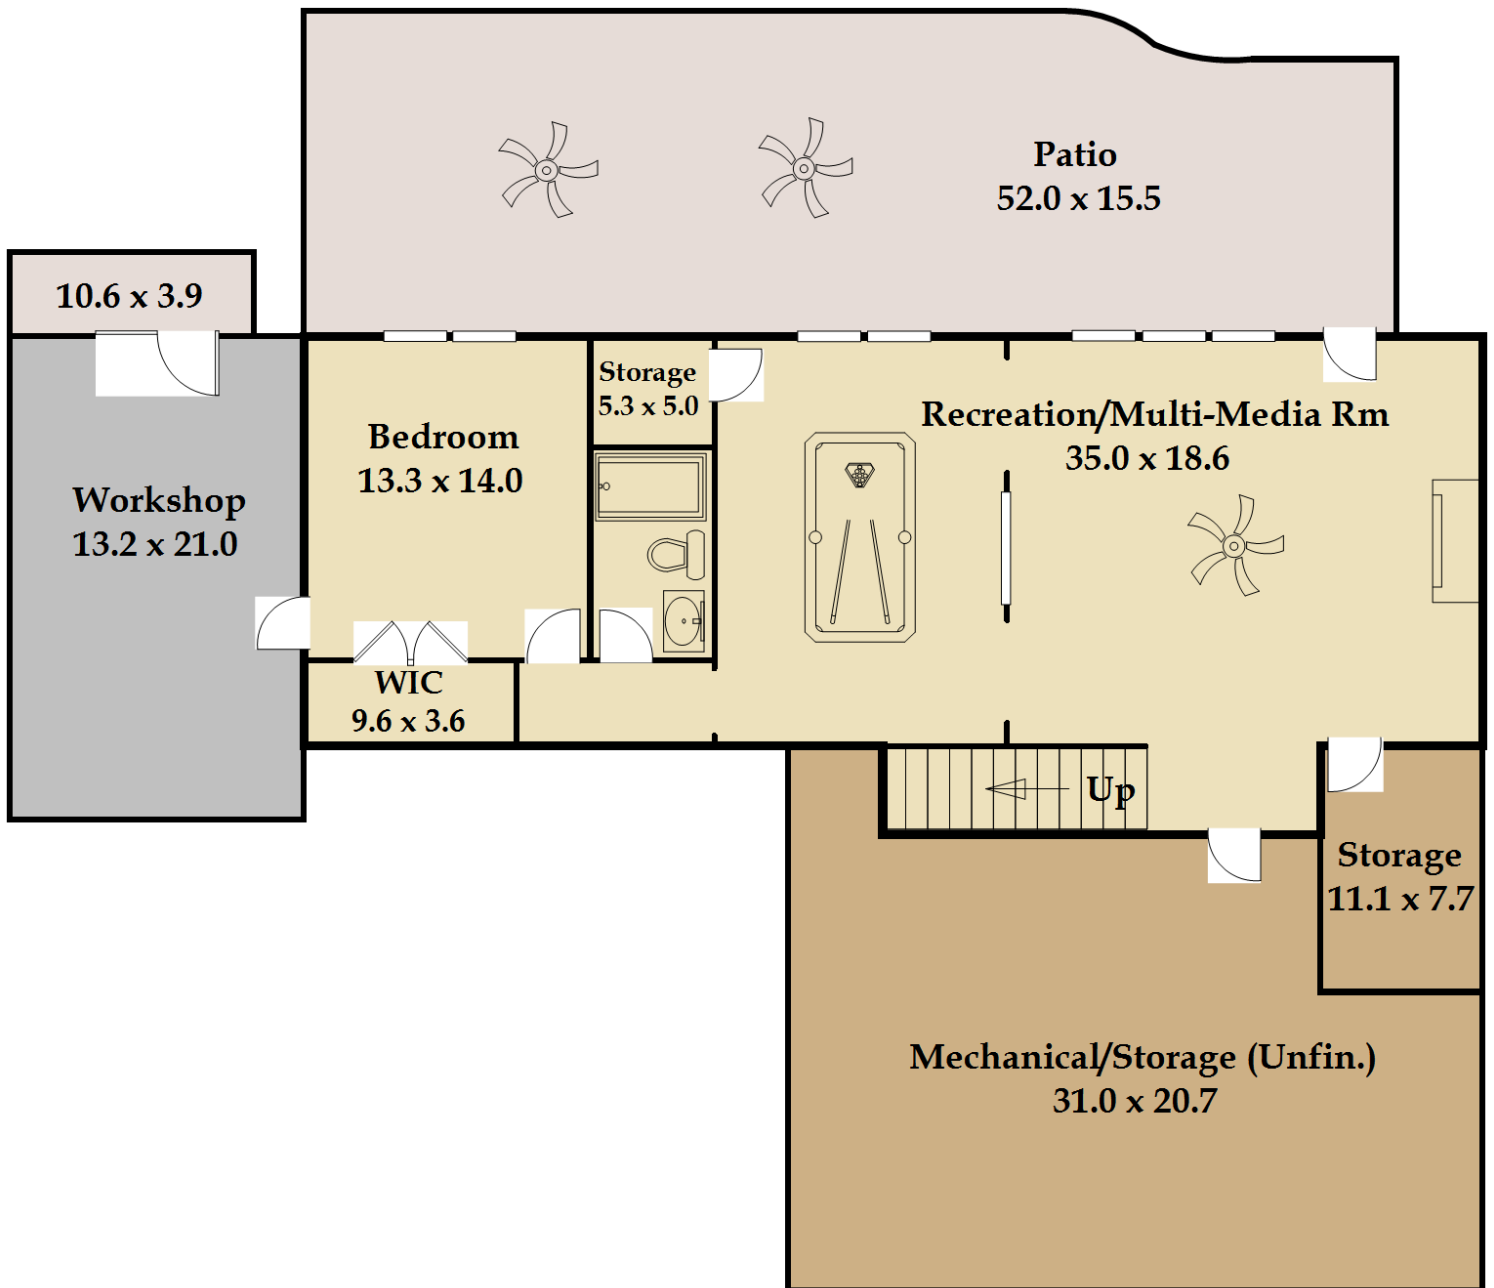 Patio
52.0 x 15.5
10.6 x 3.9
Storage
5.3 x 5.0
Recreation/Multi-Media Rm
35.0 x 18.6
Bedroom
13.3 x 14.0
Workshop
13.2 x 21.0
WIC
9.6 x 3.6
Up
Storage
11.1 x 7.7
Mechanical/Storage (Unfin.)
31.0 x 20.7